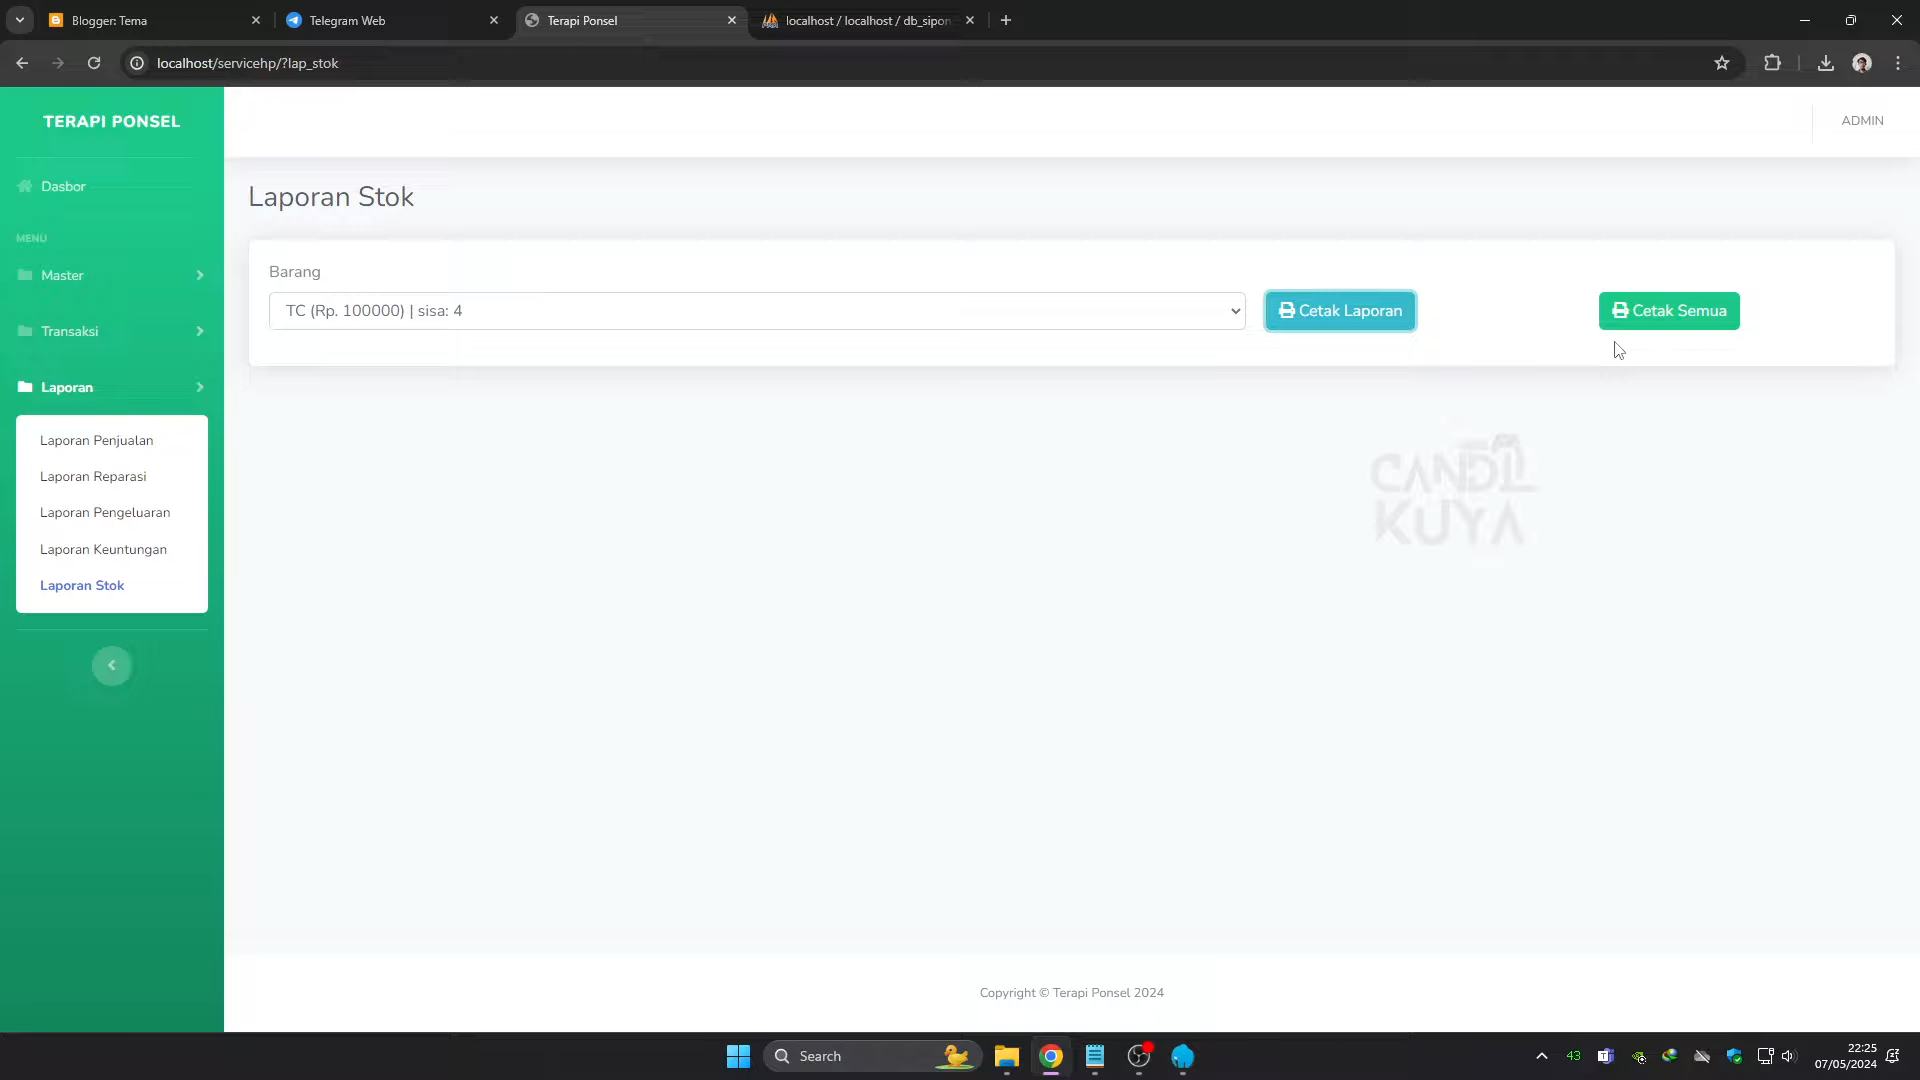 Blogger: Tema
Telegram Web
Terapi Ponsel
localhost / localhost / db_sipon
localhost/servicehp/?lap_stok
TERAPI PONSEL
ADMIN
Dasbor
MENU
Master
Transaksi
Laporan
Laporan Penjualan
Laporan Reparasi
Laporan Pengeluaran
Laporan Keuntungan
Laporan Stok
Laporan Stok
Barang
TC (Rp. 100000) | sisa: 4
Cetak Laporan
Cetak Semua
CANDI
KUYA
Copyright © Terapi Ponsel 2024
Search
43
22:25
07/05/2024